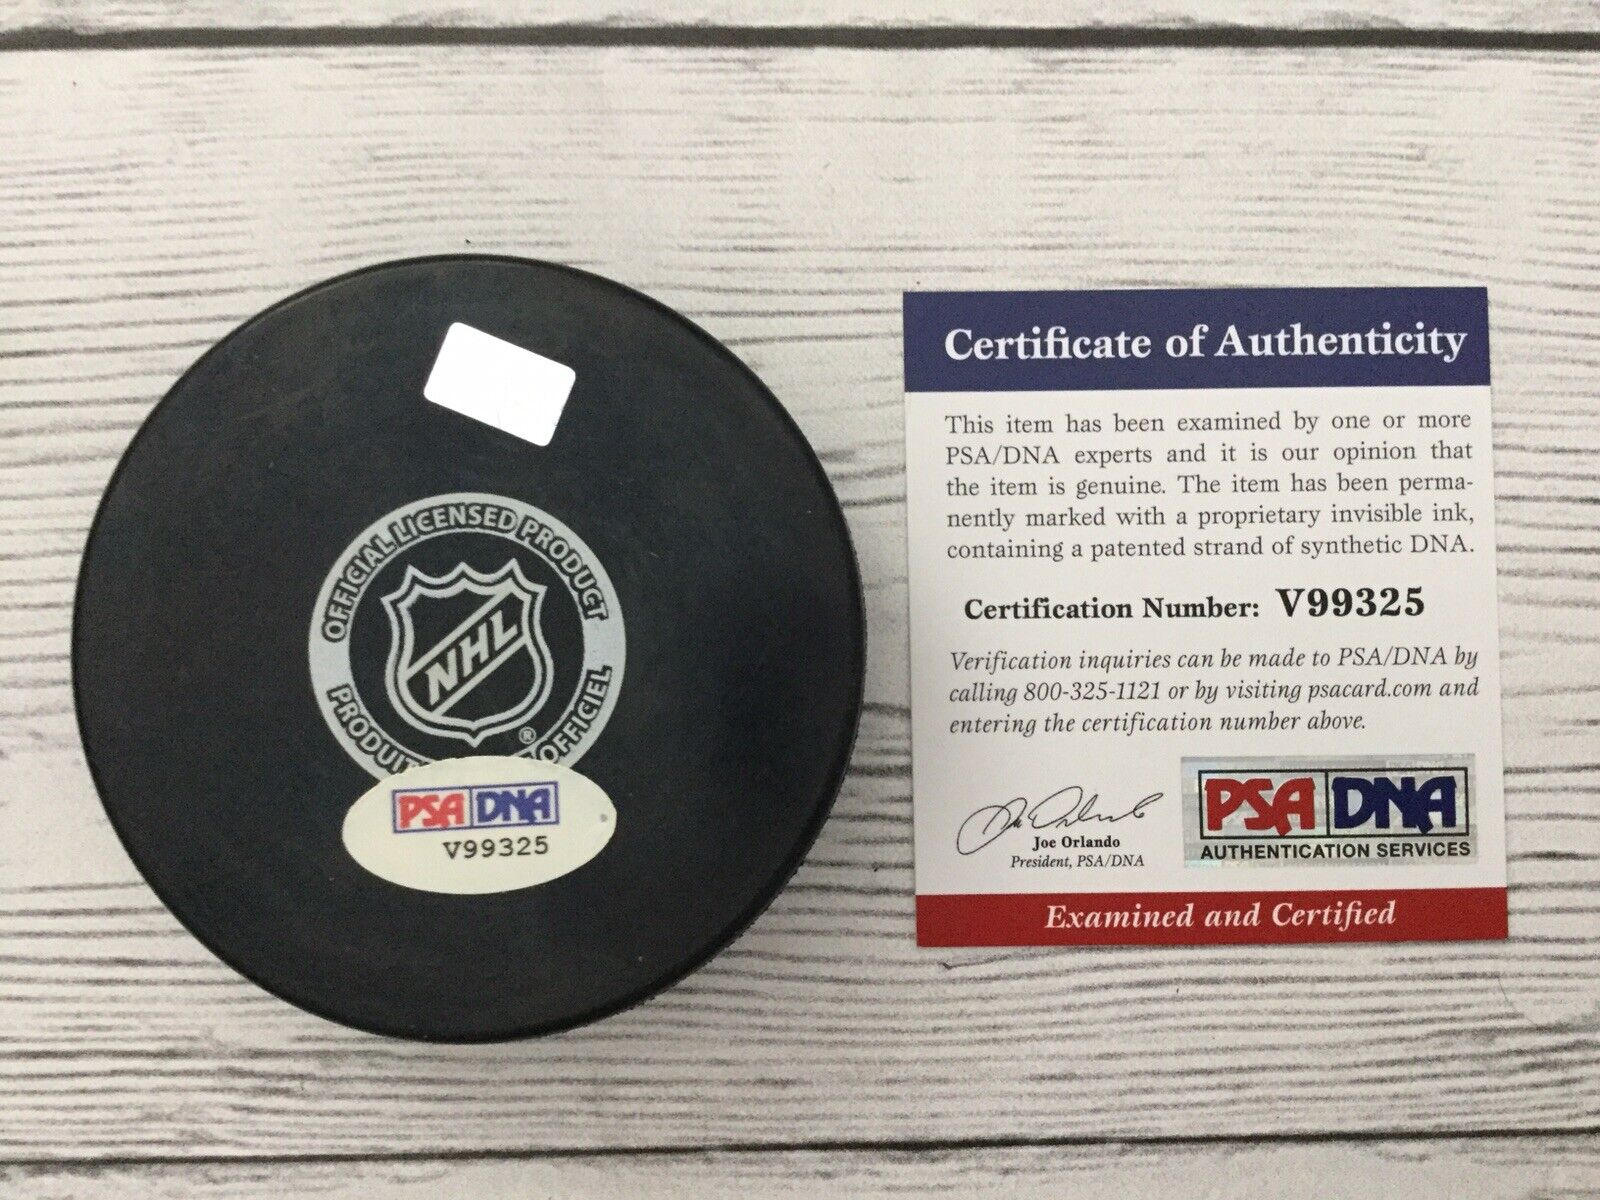 OFFICIAL LICENSED PRODUCT
NHL
®
PRODUIT OFFICIEL
PSA DNA
V99325
Certificate of Authenticity
This item has been examined by one or more
PSA/DNA experts and it is our opinion that
the item is genuine. The item has been perma-
nently marked with a proprietary invisible ink,
containing a patented strand of synthetic DNA.
Certification Number: V99325
Verification inquiries can be made to PSA/DNA by
calling 800-325-1121 or by visiting psacard.com and
entering the certification number above.
Joe Orlando
Joe Orlando
President, PSA/DNA
PSA DNA
AUTHENTICATION SERVICES
Examined and Certified